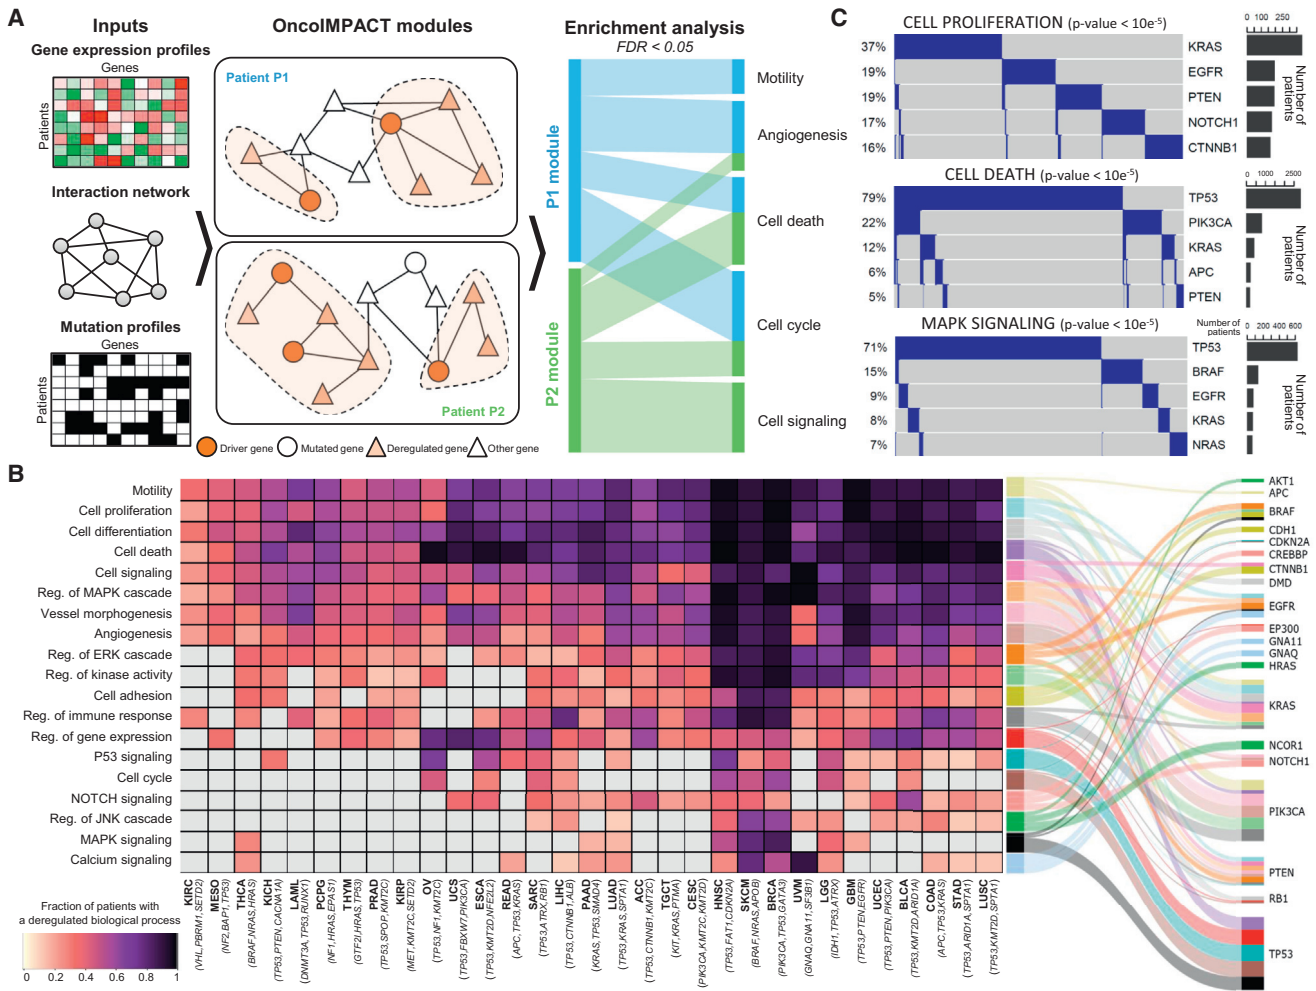 A
Inputs
Gene expression profiles
Genes
Patients
Interaction network
Mutation profiles
Genes
Patients
OncoIMPACT modules
Patient P1
Patient P2
Driver gene
Mutated gene
Deregulated gene
Other gene
Enrichment analysis
FDR < 0.05
P1 module
P2 module
Motility
Angiogenesis
Cell death
Cell cycle
Cell signaling
C
CELL PROLIFERATION (p-value < 10e-5)
0 100 250
37% KRAS
19% EGFR
19% PTEN
17% NOTCH1
16% CTNNB1
Number of patients
CELL DEATH (p-value < 10e-5)
0 1000 2500
79% TP53
22% PIK3CA
12% KRAS
6% APC
5% PTEN
Number of patients
MAPK SIGNALING (p-value < 10e-5)
Number of patients
0 200 400 600
71% TP53
15% BRAF
9% EGFR
8% KRAS
7% NRAS
Number of patients
B
Motility
Cell proliferation
Cell differentiation
Cell death
Cell signaling
Reg. of MAPK cascade
Vessel morphogenesis
Angiogenesis
Reg. of ERK cascade
Reg. of kinase activity
Cell adhesion
Reg. of immune response
Reg. of gene expression
P53 signaling
Cell cycle
NOTCH signaling
Reg. of JNK cascade
MAPK signaling
Calcium signaling
KIRC (VHL,PBRM1,SETD2)
MESO (NF2,BAP1,TP53)
THCA (BRAF,NRAS,HRAS)
KICH (TP53,PTEN,CACNA1A)
LAML (DNMT3A,TP53,RUNX1)
PCPG (NF1,HRAS,EPAS1)
THYM (GTF2I,HRAS,TP53)
PRAD (TP53,SPOP,KMT2C)
KIRP (MET,KMT2C,SETD2)
OV (TP53,NF1,KMT2C)
UCS (TP53,FBXW7,PIK3CA)
ESCA (TP53,KMT2D,NFE2L2)
READ (APC,TP53,KRAS)
SARC (TP53,ATRX,RB1)
LIHC (TP53,CTNNB1,ALB)
PAAD (KRAS,TP53,SMAD4)
LUAD (TP53,KRAS,SPTA1)
ACC (TP53,CTNNB1,KMT2C)
TGCT (KIT,KRAS,PTMA)
CESC (PIK3CA,KMT2C,KMT2D)
HNSC (TP53,FAT1,CDKN2A)
SKCM (BRAF,NRAS,APOB)
BRCA (PIK3CA,TP53,GATA3)
UVM (GNAQ,GNA11,SF3B1)
LGG (IDH1,TP53,ATRX)
GBM (TP53,PTEN,EGFR)
UCEC (TP53,PTEN,PIK3CA)
BLCA (TP53,KMT2D,ARID1A)
COAD (APC,TP53,KRAS)
STAD (TP53,ARID1A,SPTA1)
LUSC (TP53,KMT2D,SPTA1)
AKT1
APC
BRAF
CDH1
CDKN2A
CREBBP
CTNNB1
DMD
EGFR
EP300
GNA11
GNAQ
HRAS
KRAS
NCOR1
NOTCH1
PIK3CA
PTEN
RB1
TP53
Fraction of patients with
a deregulated biological process
0 0.2 0.4 0.6 0.8 1